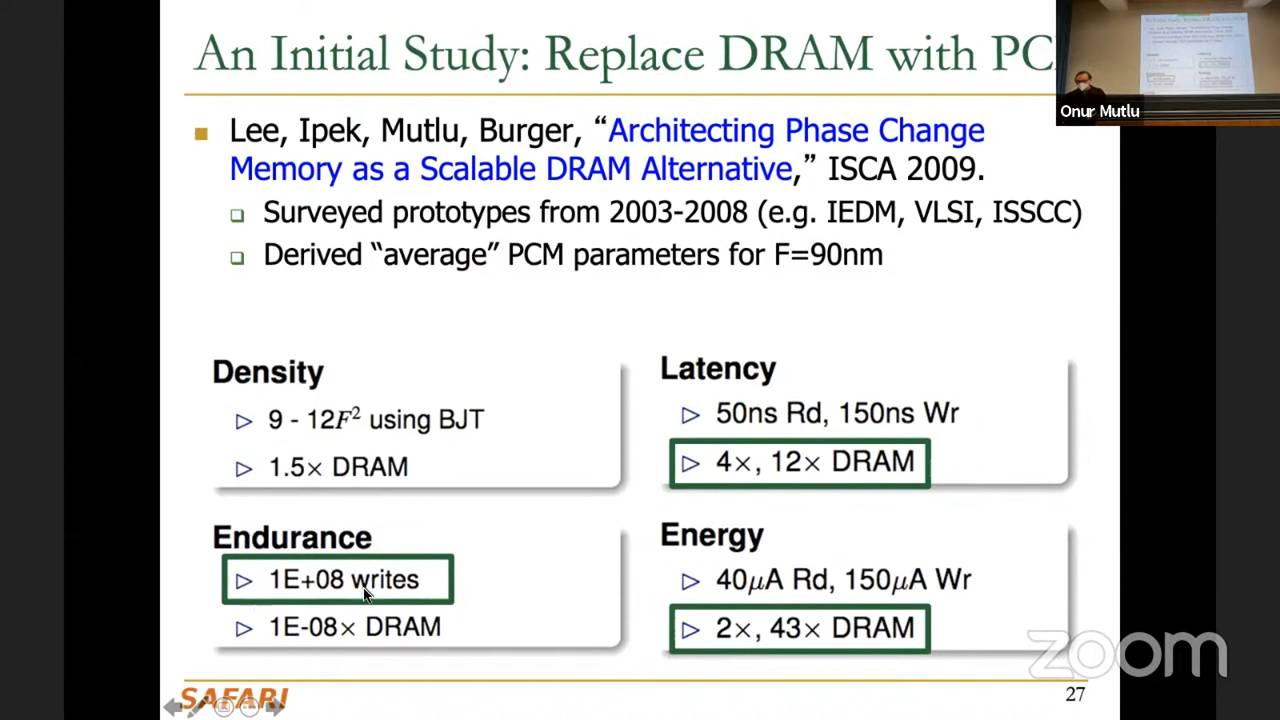 An Initial Study: Replace DRAM with PC
Onur Mutlu
Lee, Ipek, Mutlu, Burger, “Architecting Phase Change
Memory as a Scalable DRAM Alternative,” ISCA 2009.
Surveyed prototypes from 2003-2008 (e.g. IEDM, VLSI, ISSCC)
Derived “average” PCM parameters for F=90nm
Density
9 - 12F² using BJT
1.5× DRAM
Latency
50ns Rd, 150ns Wr
4×, 12× DRAM
Endurance
1E+08 writes
1E-08× DRAM
Energy
40μA Rd, 150μA Wr
2×, 43× DRAM
zoom
SAFARI
27